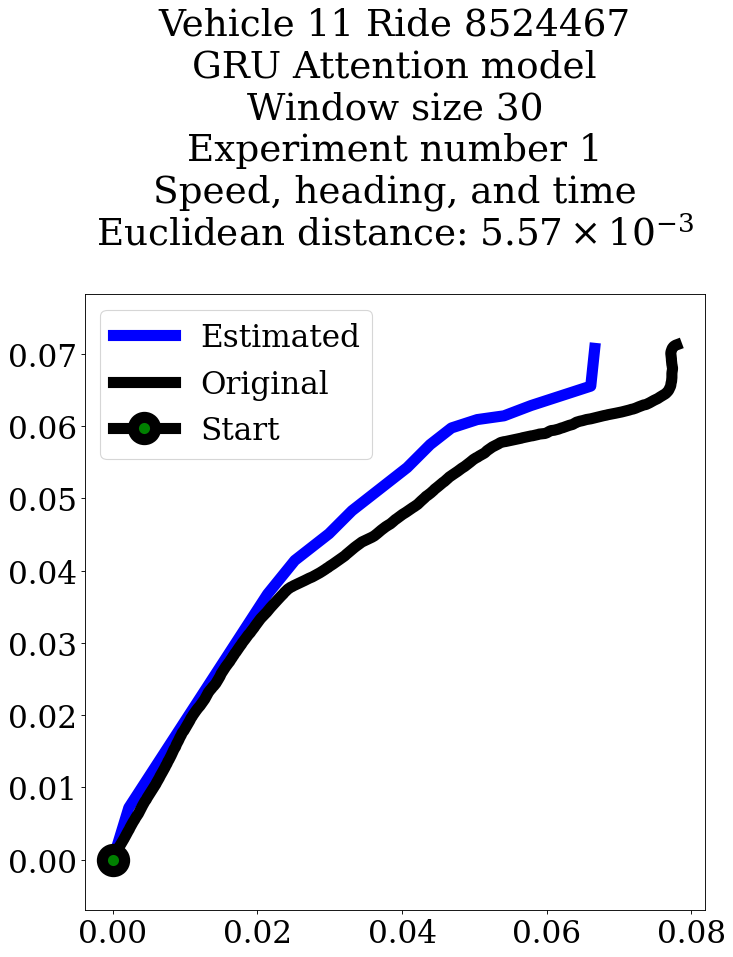 Vehicle 11 Ride 8524467
GRU Attention model
Window size 30
Experiment number 1
Speed, heading, and time
Euclidean distance: 5.57 × 10⁻³
Estimated
Original
Start
0.07
0.06
0.05
0.04
0.03
0.02
0.01
0.00
0.00 0.02 0.04 0.06 0.08